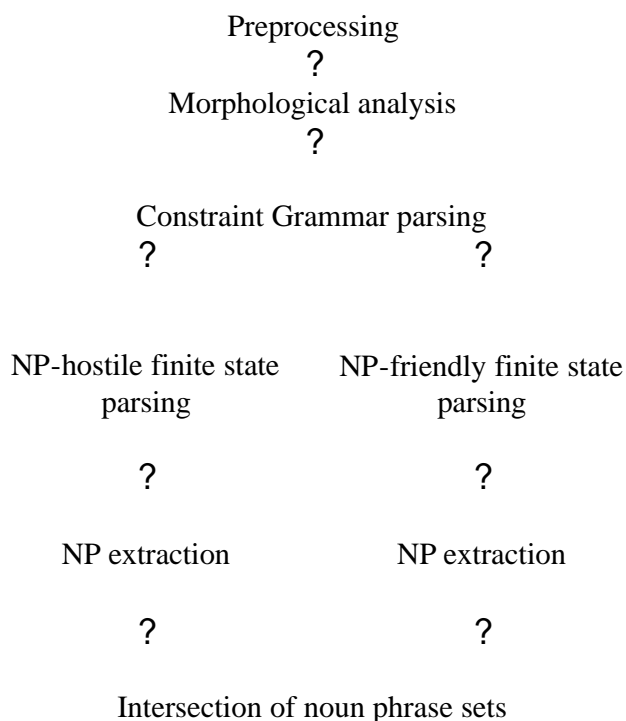 Preprocessing
?
Morphological analysis
?
Constraint Grammar parsing
? ?
NP-hostile finite state NP-friendly finite state
parsing parsing
? ?
NP extraction NP extraction
? ?
Intersection of noun phrase sets